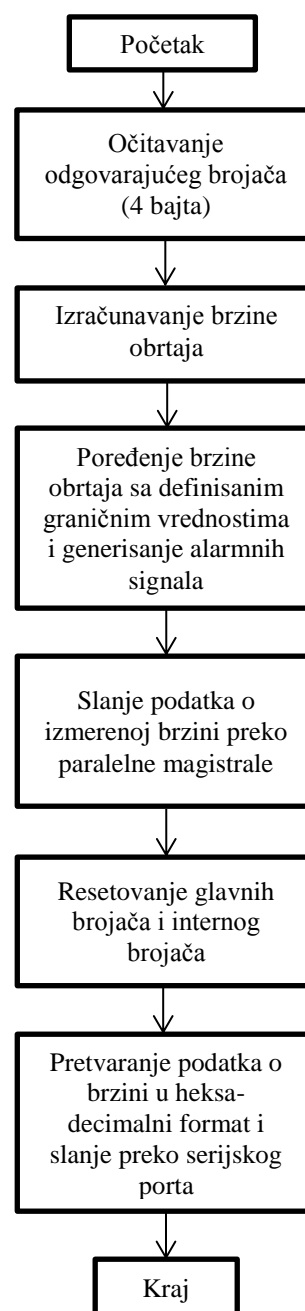 Početak
Očitavanje
odgovarajućeg brojača
(4 bajta)
Izračunavanje brzine
obrtaja
Poređenje brzine
obrtaja sa definisanim
graničnim vrednostima
i generisanje alarmnih
signala
Slanje podatka o
izmerenoj brzini preko
paralelne magistrale
Resetovanje glavnih
brojača i internog
brojača
Pretvaranje podatka o
brzini u heksa-
decimalni format i
slanje preko serijskog
porta
Kraj